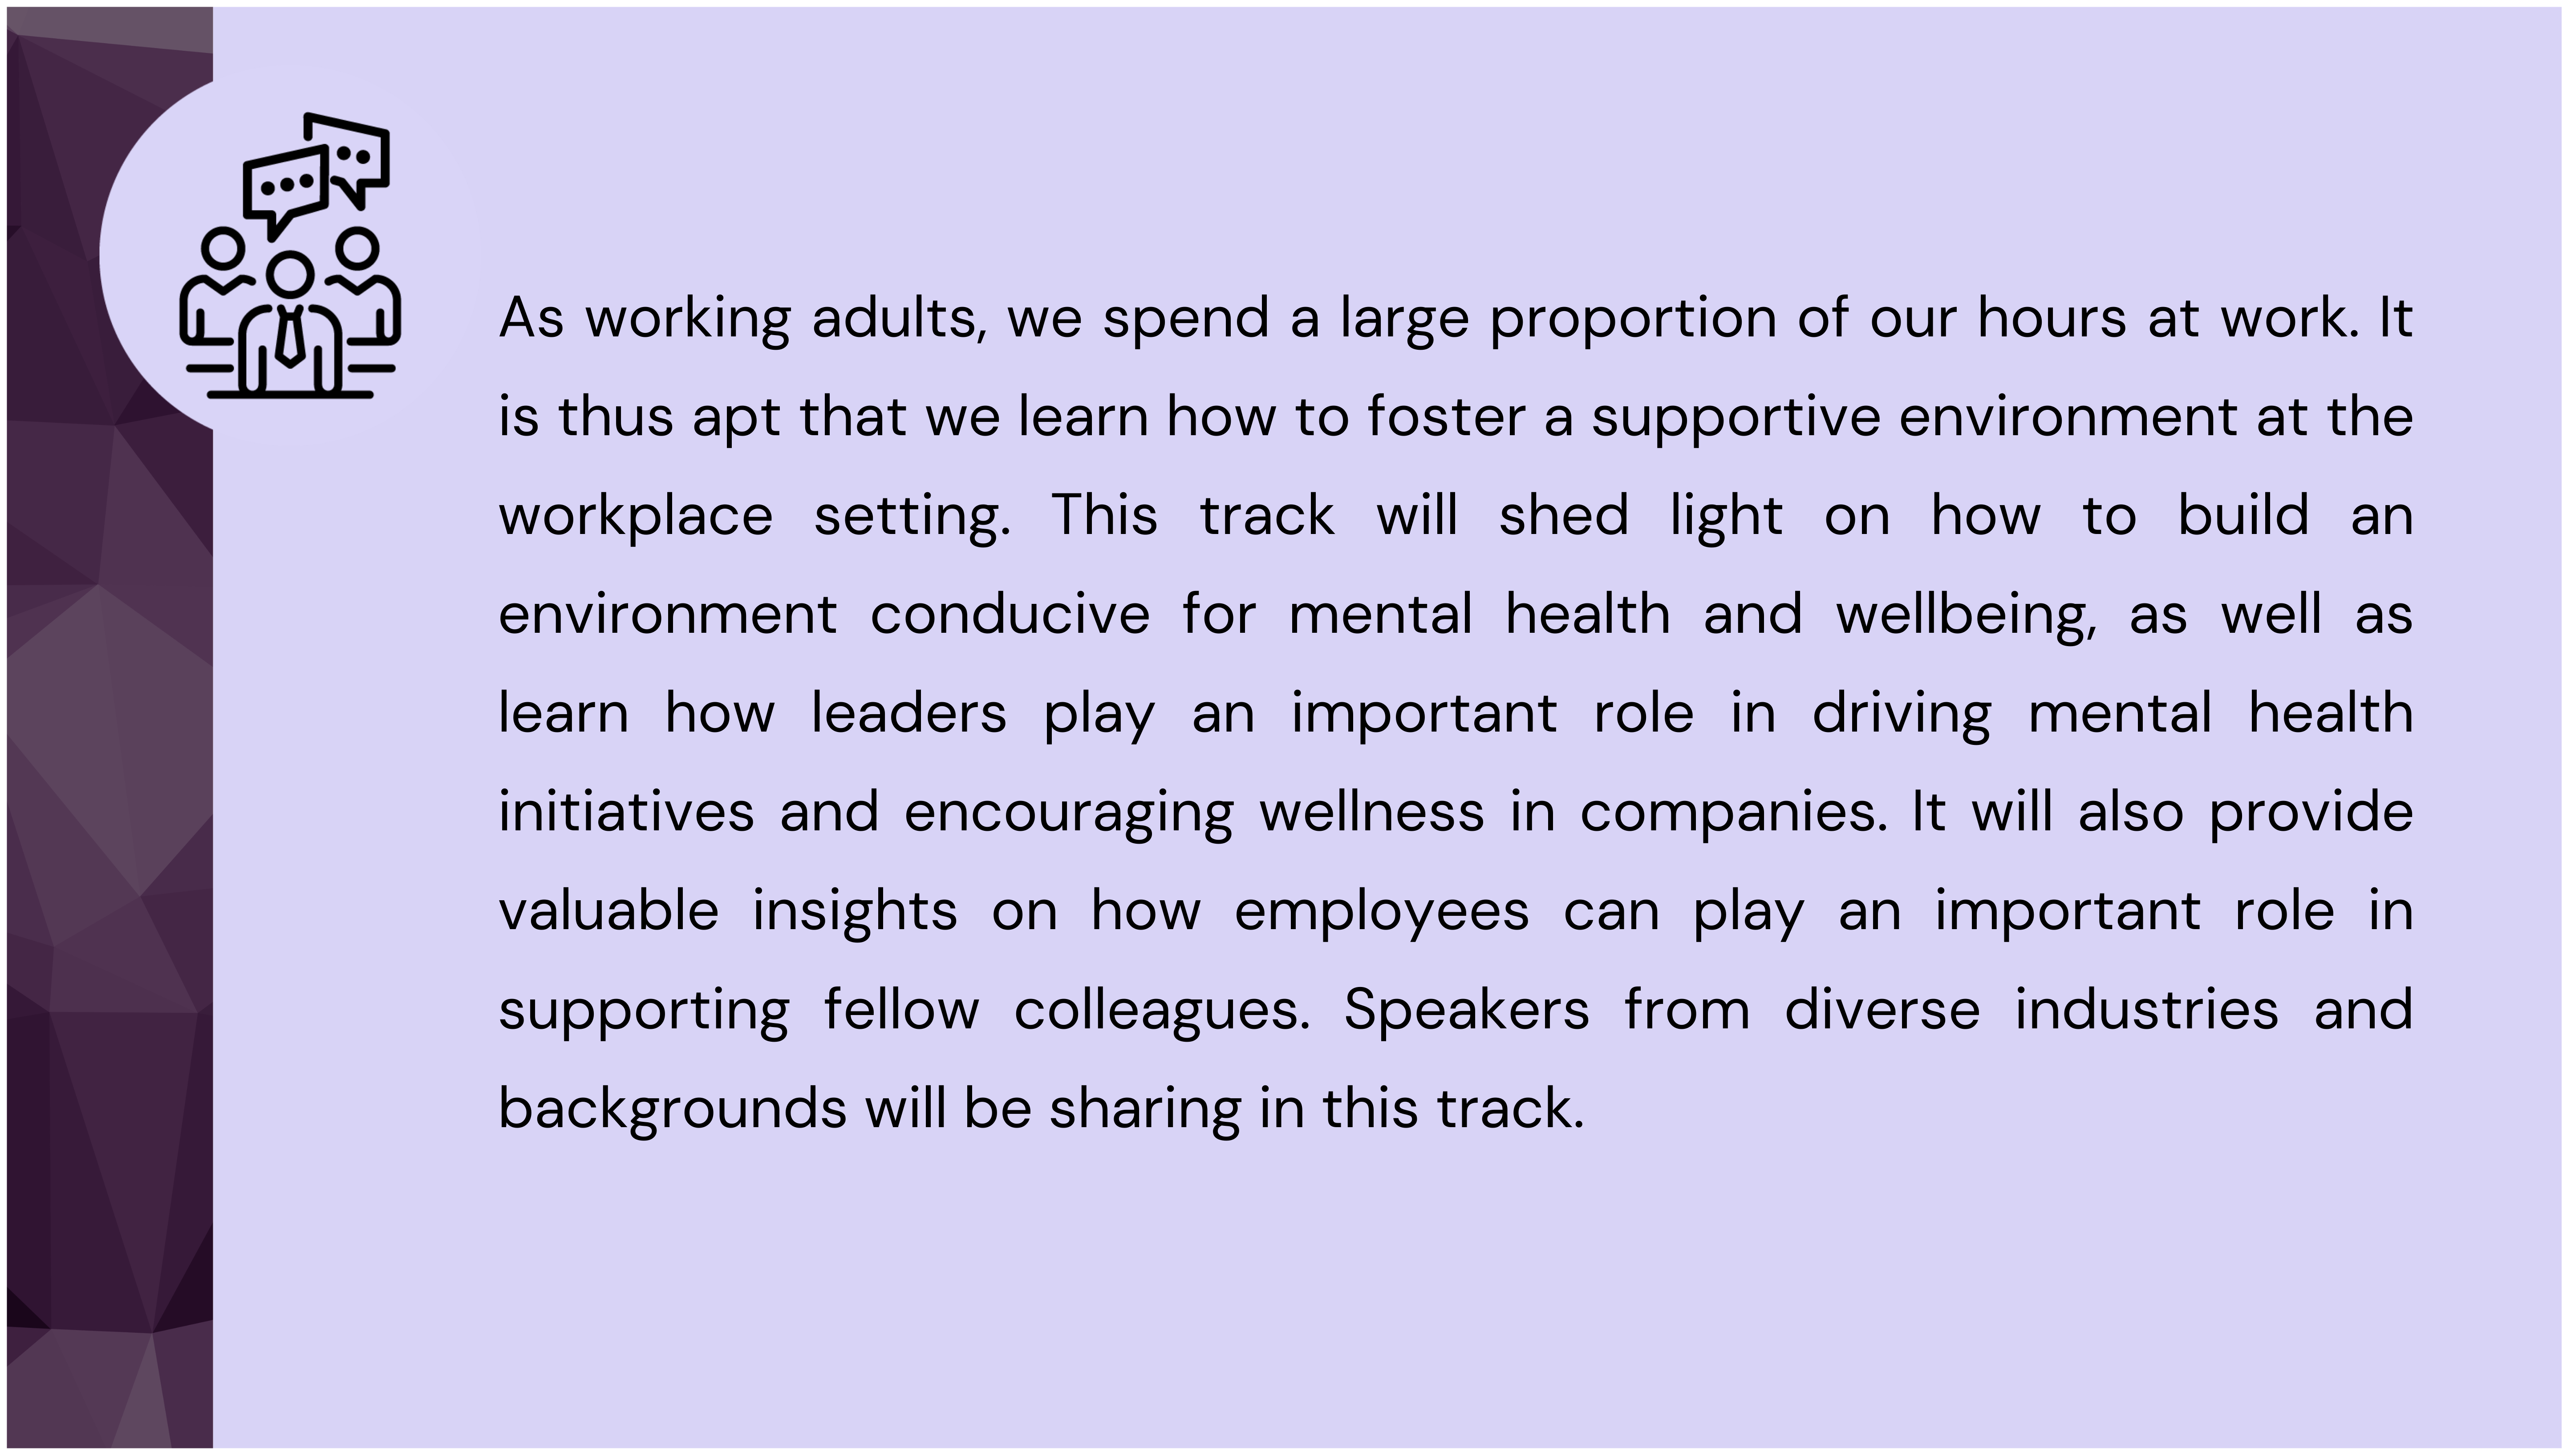 As working adults, we spend a large proportion of our hours at work. It
is thus apt that we learn how to foster a supportive environment at the
workplace setting. This track will shed light on how to build an
environment conducive for mental health and wellbeing, as well as
learn how leaders play an important role in driving mental health
initiatives and encouraging wellness in companies. It will also provide
valuable insights on how employees can play an important role in
supporting fellow colleagues. Speakers from diverse industries and
backgrounds will be sharing in this track.